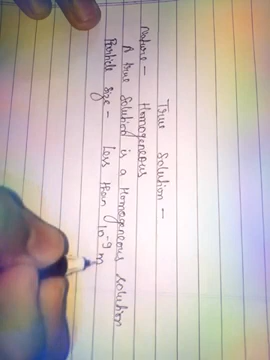 True Solution -
Nature - Homogeneous
A true solution is a Homogeneous solution
Particle Size - Less than
10⁻⁹ m